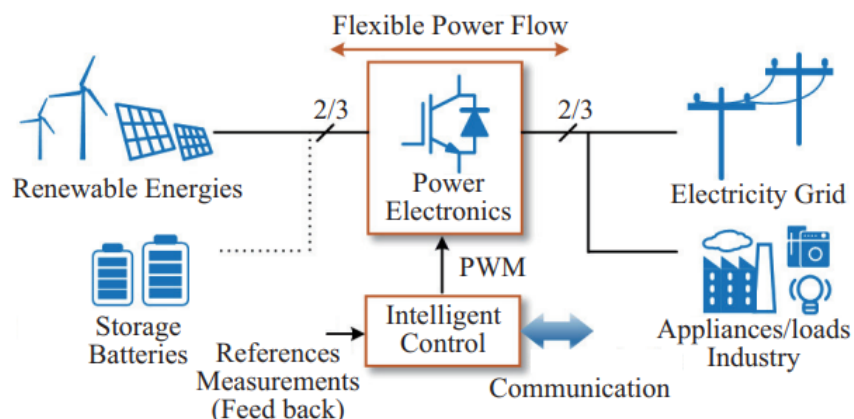 Flexible Power Flow
2/3
2/3
Renewable Energies
Power
Electronics
Electricity Grid
PWM
Storage
Batteries
Intelligent
Control
References
Measurements
(Feed back)
Communication
Appliances/loads
Industry